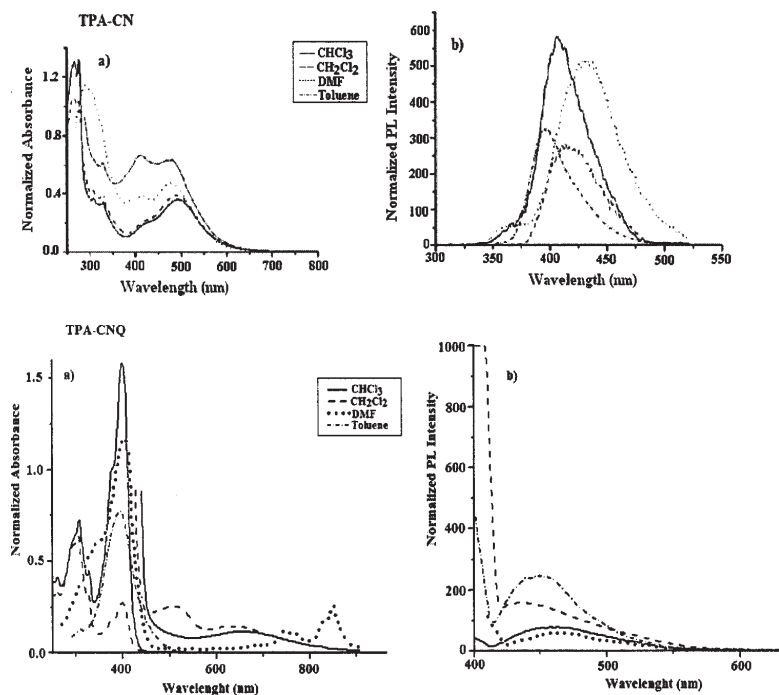 TPA-CN
a)
CHCl3
CH2Cl2
DMF
Toluene
Normalized Absorbance
1.2
0.8
0.4
0.0
300 400 500 600 700 800
Wavelength (nm)
b)
Normalized PL Intensity
600
500
400
300
200
100
0
300 350 400 450 500 550
Wavelength (nm)
TPA-CNQ
a)
CHCl3
CH2Cl2
DMF
Toluene
Normalized Absorbance
1.5
1.0
0.5
0.0
400 600 800
Wavelenght (nm)
b)
Normalized PL Intensity
1000
800
600
400
200
0
400 500 600
Wavelenght (nm)